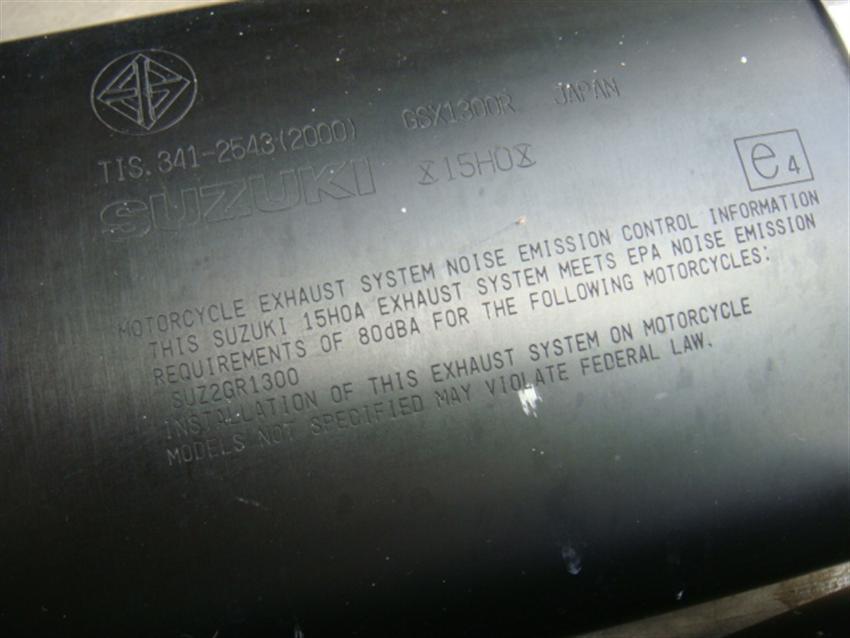 TIS. 341-2543(2000) GSX1300R JAPAN
SUZUKI 15H0
e4
MOTORCYCLE EXHAUST SYSTEM NOISE EMISSION CONTROL INFORMATION
THIS SUZUKI 15H0A EXHAUST SYSTEM MEETS EPA NOISE EMISSION
REQUIREMENTS OF 80dBA FOR THE FOLLOWING MOTORCYCLES:
SUZ2GR1300
INSTALLATION OF THIS EXHAUST SYSTEM ON MOTORCYCLE
MODELS NOT SPECIFIED MAY VIOLATE FEDERAL LAW.